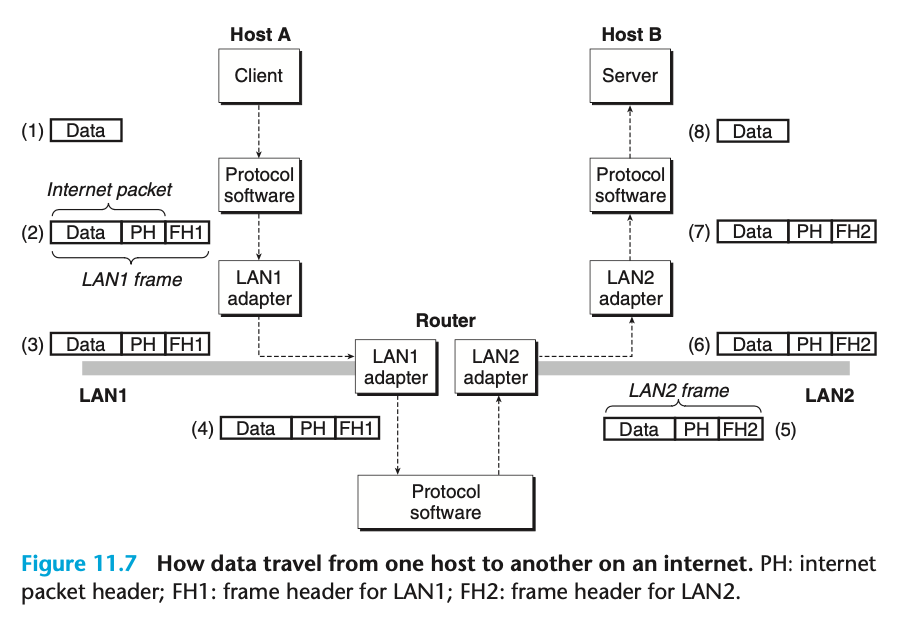 Host A
Host B
Client
Server
(1) Data
(8) Data
Protocol
software
Protocol
software
Internet packet
(2) Data PH FH1
LAN1 frame
(7) Data PH FH2
LAN1
adapter
LAN2
adapter
Router
(3) Data PH FH1
LAN1
adapter
LAN2
adapter
(6) Data PH FH2
LAN1
LAN2 frame
LAN2
(4) Data PH FH1
Data PH FH2 (5)
Protocol
software
Figure 11.7 How data travel from one host to another on an internet. PH: internet
packet header; FH1: frame header for LAN1; FH2: frame header for LAN2.